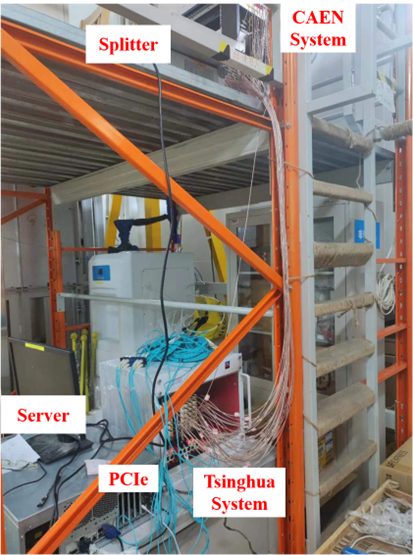 CAEN
System
Splitter
Server
PCIe
Tsinghua
System